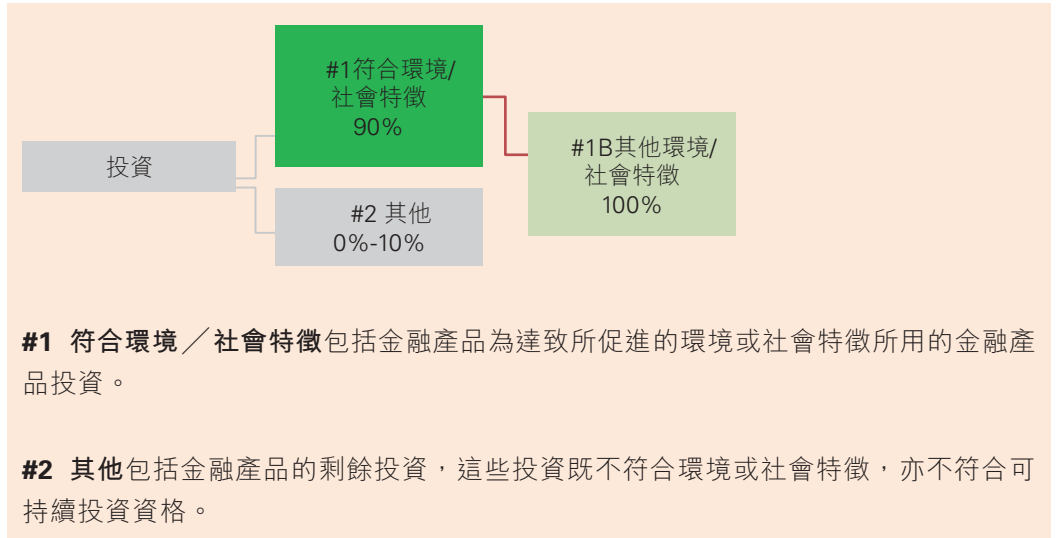 #1符合環境/
社會特徵
90%
投資
#1B其他環境/
社會特徵
100%
#2 其他
0%-10%
#1 符合環境／社會特徵包括金融產品為達致所促進的環境或社會特徵所用的金融產
品投資。
#2 其他包括金融產品的剩餘投資，這些投資既不符合環境或社會特徵，亦不符合可
持續投資資格。